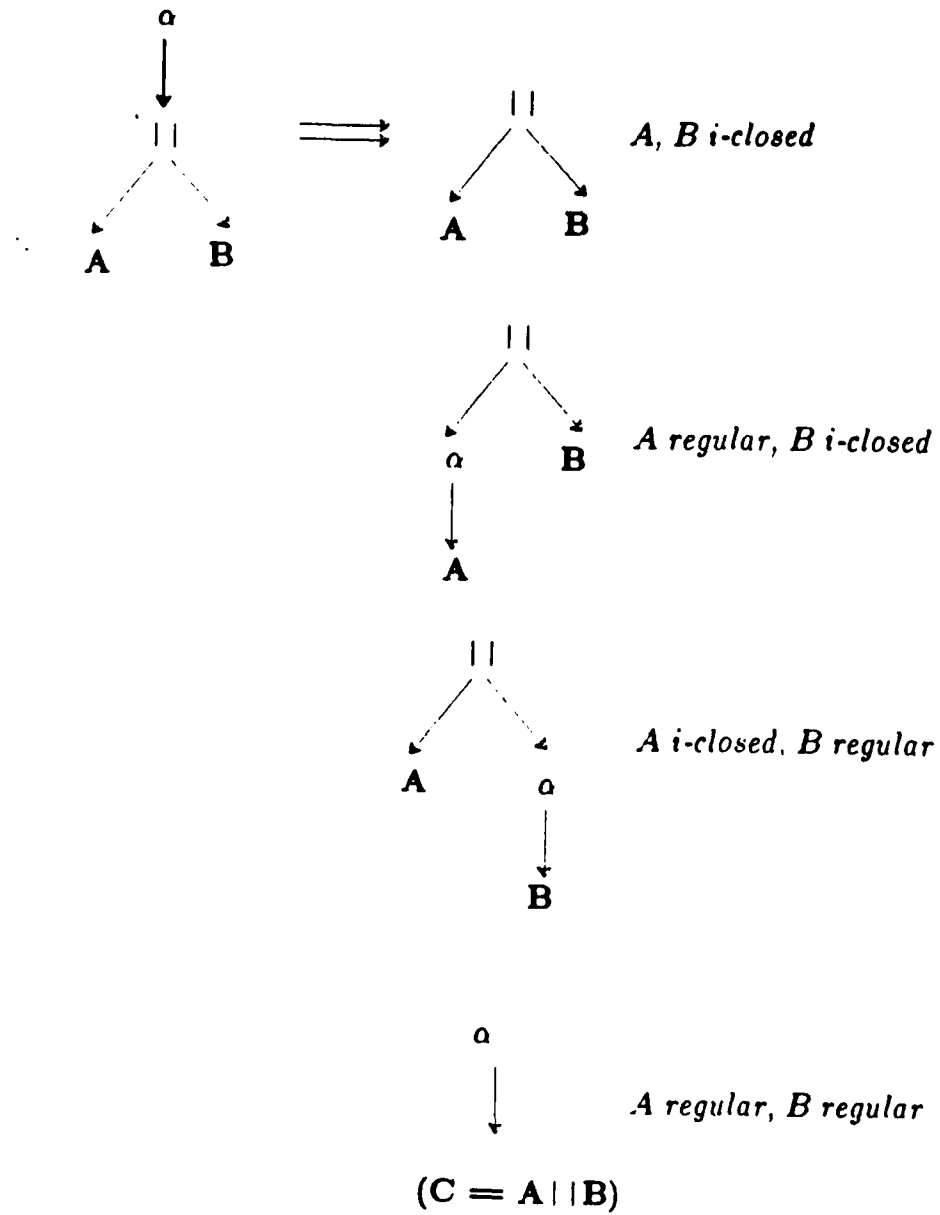 α
| |
A B
| |
A B
A, B i-closed
| |
α B
A
A regular, B i-closed
| |
A α
B
A i-closed, B regular
α
A regular, B regular
(C = A | | B)